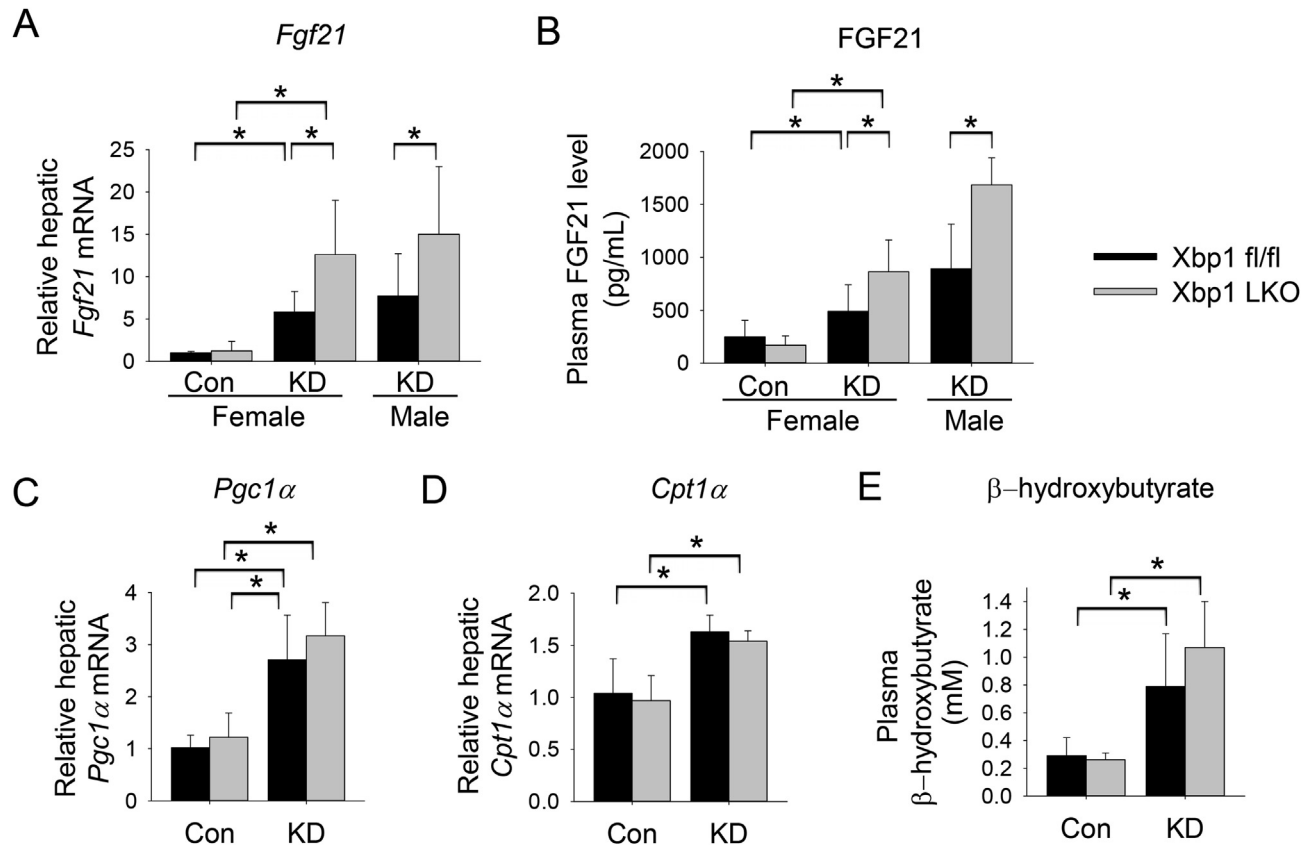 A
Fgf21
*
* * *
Relative hepatic
Fgf21 mRNA
25
20
15
10
5
0
Con KD KD
Female Male
B
FGF21
*
* * *
Plasma FGF21 level
(pg/mL)
2000
1500
1000
500
0
Con KD KD
Female Male
Xbp1 fl/fl
Xbp1 LKO
C
Pgc1α
*
*
*
Relative hepatic
Pgc1α mRNA
4
3
2
1
0
Con KD
D
Cpt1α
*
*
Relative hepatic
Cpt1α mRNA
2.0
1.5
1.0
0.5
0.0
Con KD
E
β−hydroxybutyrate
*
*
Plasma
β−hydroxybutyrate
(mM)
1.4
1.2
1.0
0.8
0.6
0.4
0.2
0.0
Con KD